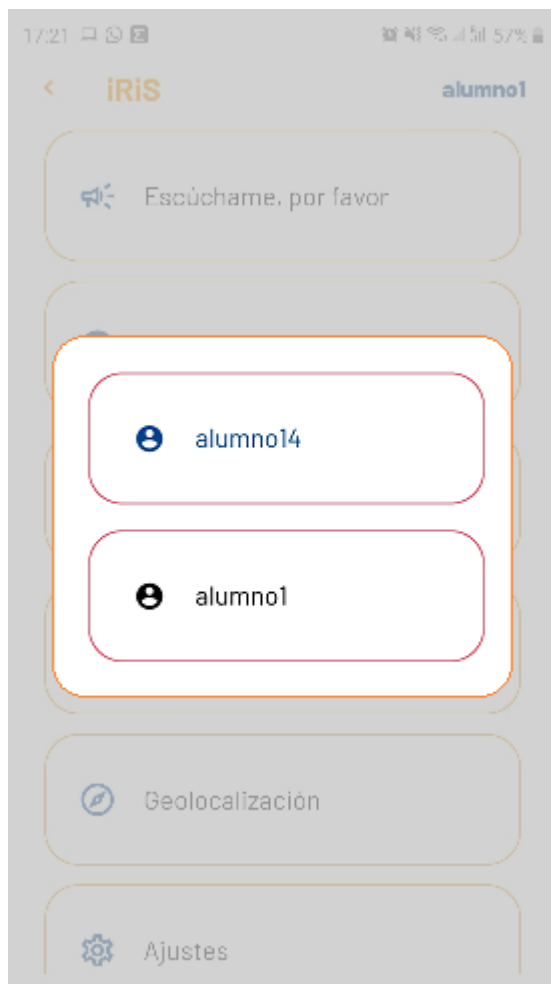 17:21 57%
iRiS alumno1
Escúchame, por favor
alumno14
alumno1
Geolocalización
Ajustes